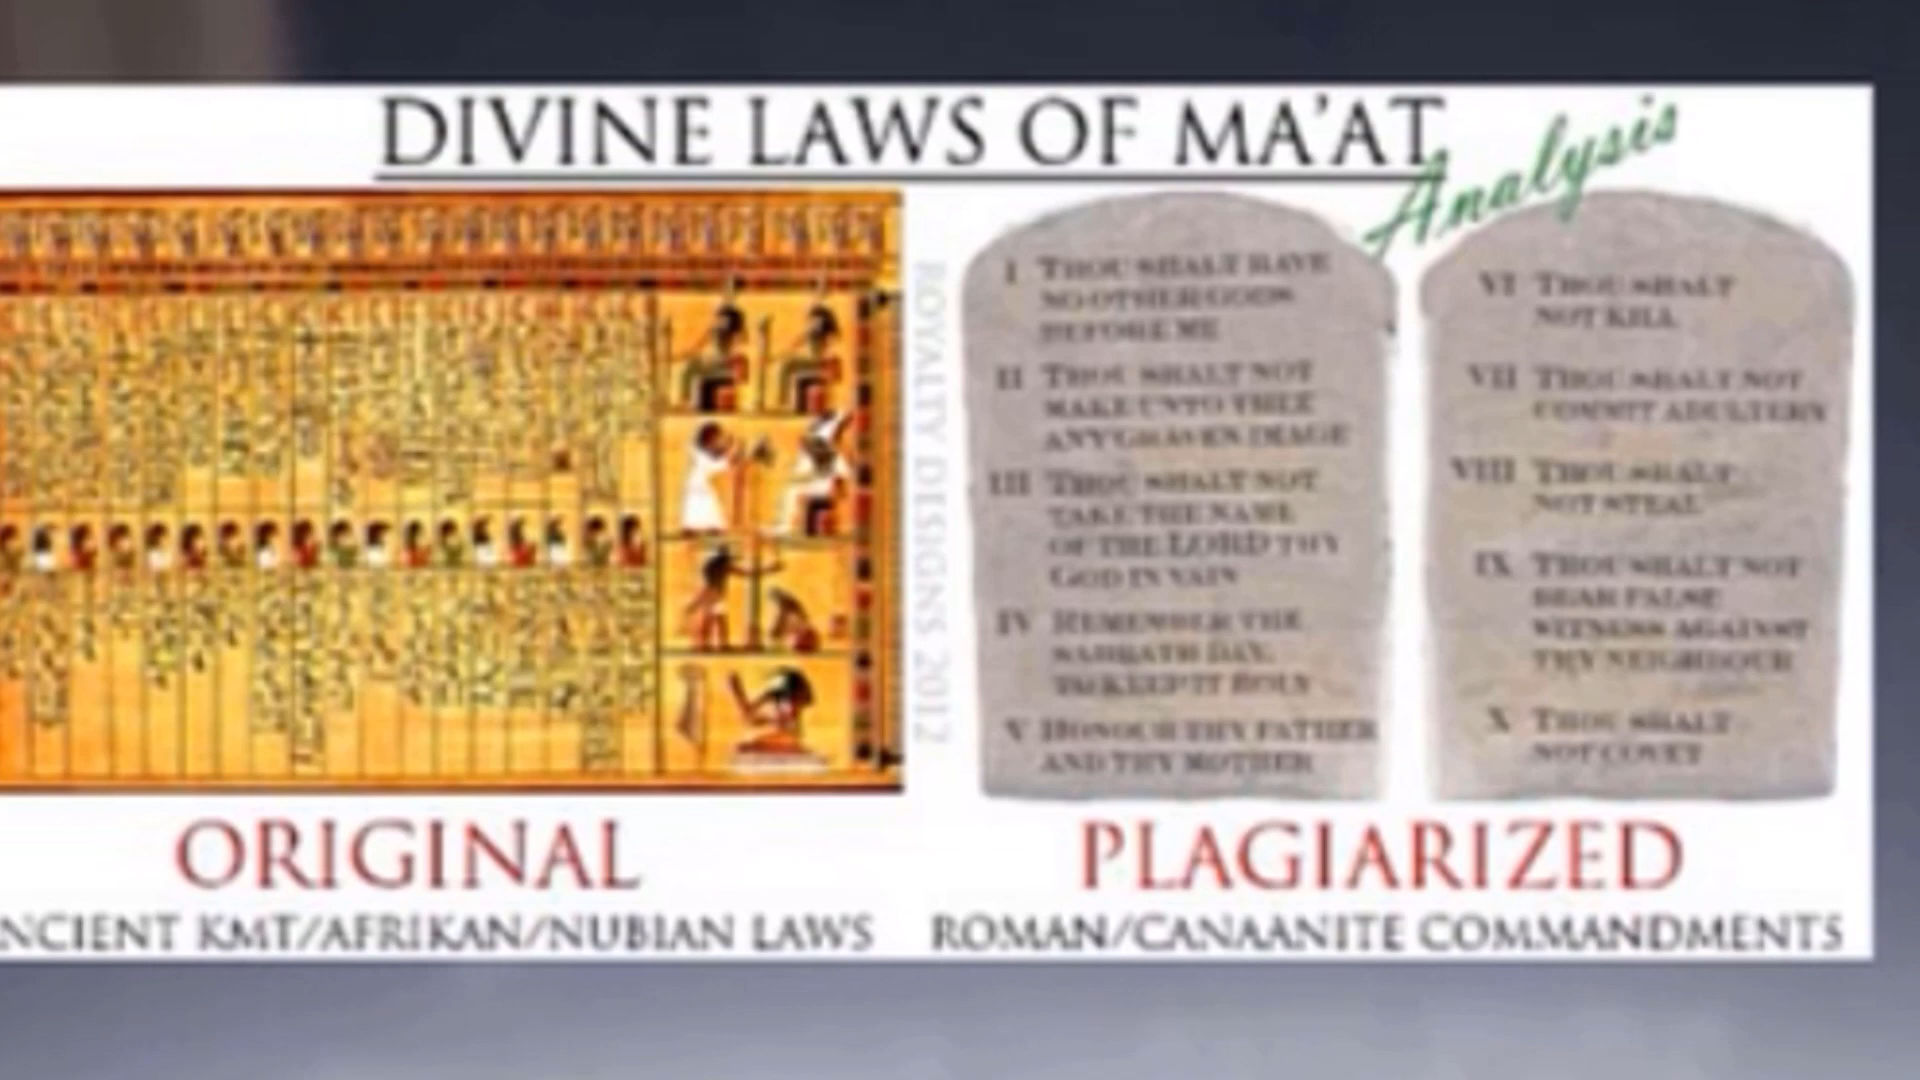 DIVINE LAWS OF MA'AT
Analysis
I THOU SHALT HAVE
NO OTHER GODS
BEFORE ME
II THOU SHALT NOT
MAKE UNTO THEE
ANY GRAVEN IMAGE
III THOU SHALT NOT
TAKE THE NAME
OF THE LORD THY
GOD IN VAIN
IV REMEMBER THE
SABBATH DAY,
TO KEEP IT HOLY
V HONOUR THY FATHER
AND THY MOTHER
VI THOU SHALT
NOT KILL
VII THOU SHALT NOT
COMMIT ADULTERY
VIII THOU SHALT
NOT STEAL
IX THOU SHALT NOT
BEAR FALSE
WITNESS AGAINST
THY NEIGHBOUR
X THOU SHALT
NOT COVET
ROYALTY DESIGNS 2012
ORIGINAL
NCIENT KMT/AFRIKAN/NUBIAN LAWS
PLAGIARIZED
ROMAN/CANAANITE COMMANDMENTS